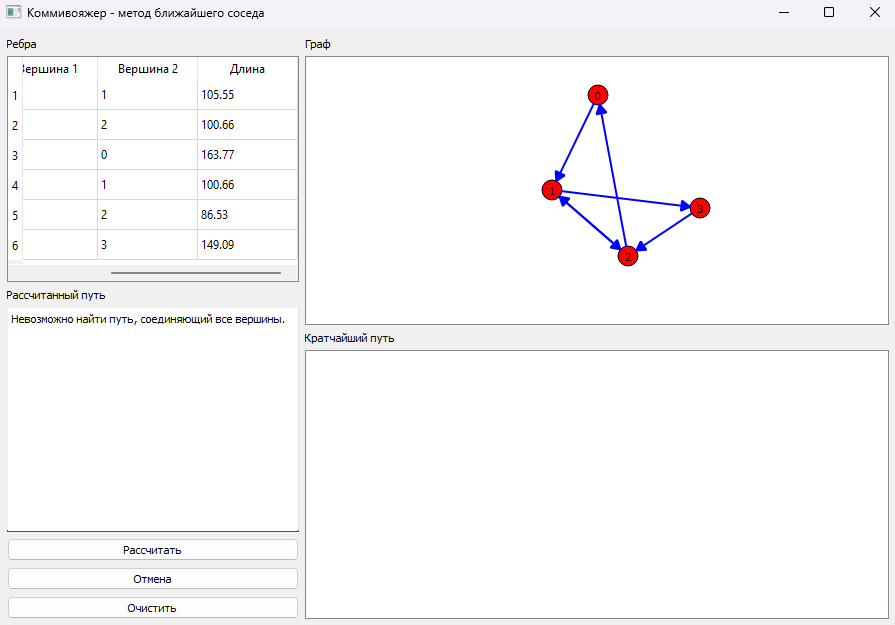 Коммивояжер - метод ближайшего соседа
Ребра
Вершина 1 Вершина 2 Длина
1 1 105.55
2 2 100.66
3 0 163.77
4 1 100.66
5 2 86.53
6 3 149.09
Рассчитанный путь
Невозможно найти путь, соединяющий все вершины.
Рассчитать
Отмена
Очистить
Граф
0
1
3
2
Кратчайший путь